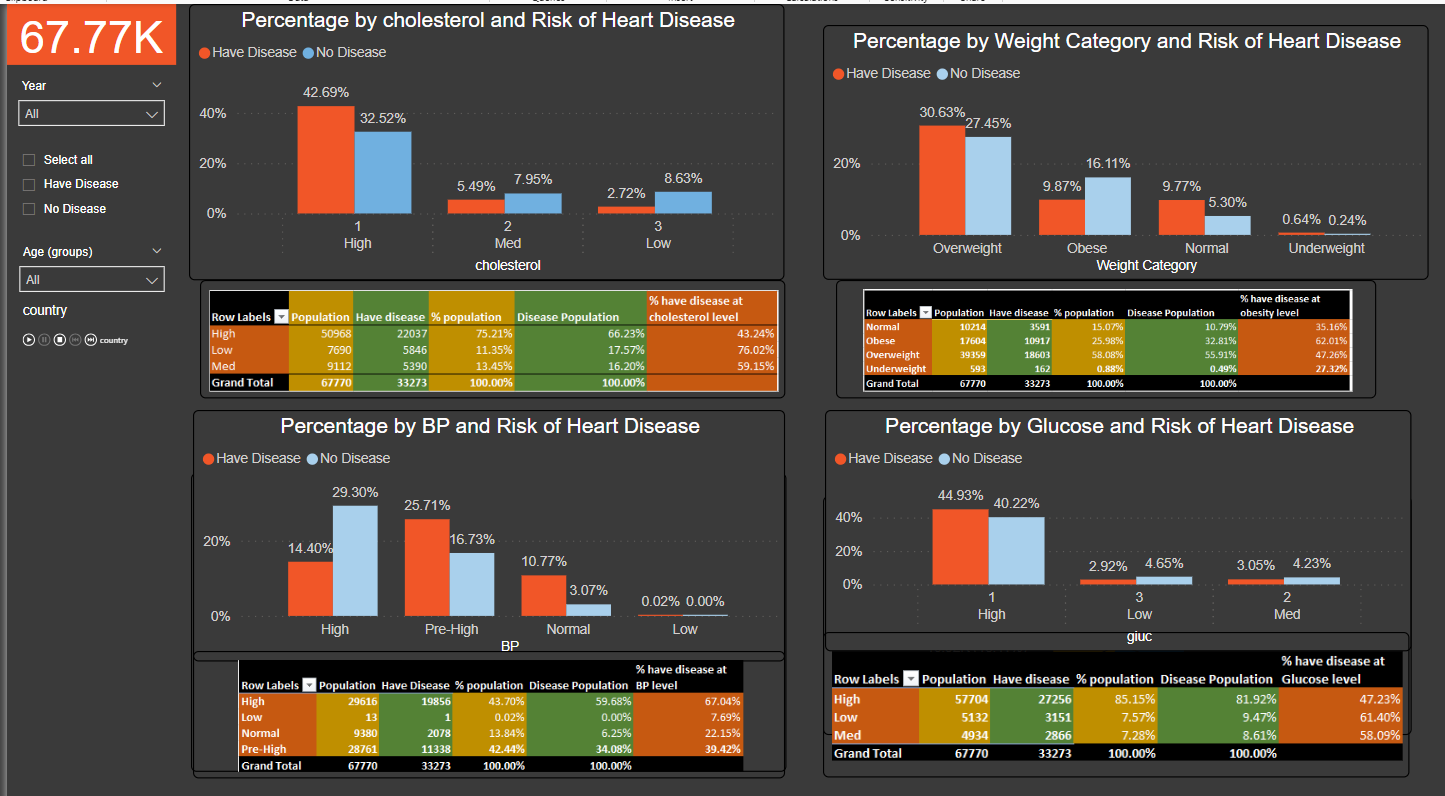 67.77K
Year
All
Select all
Have Disease
No Disease
Age (groups)
All
country
country
Percentage by cholesterol and Risk of Heart Disease
Have Disease No Disease
40%
20%
0%
42.69% 32.52%
5.49% 7.95%
2.72% 8.63%
1 2 3
High Med Low
cholesterol
% have disease at
Row Labels Population Have disease % population Disease Population cholesterol level
High 50968 22037 75.21% 66.23% 43.24%
Low 7690 5846 11.35% 17.57% 76.02%
Med 9112 5390 13.45% 16.20% 59.15%
Grand Total 67770 33273 100.00% 100.00%
Percentage by Weight Category and Risk of Heart Disease
Have Disease No Disease
20%
0%
30.63% 27.45%
9.87% 16.11%
9.77% 5.30%
0.64% 0.24%
Overweight Obese Normal Underweight
Weight Category
% have disease at
Row Labels Population Have disease % population Disease Population obesity level
Normal 10214 3591 15.07% 10.79% 35.16%
Obese 17604 10917 25.98% 32.81% 62.01%
Overweight 39359 18603 58.08% 55.91% 47.26%
Underweight 593 162 0.88% 0.49% 27.32%
Grand Total 67770 33273 100.00% 100.00%
Percentage by BP and Risk of Heart Disease
Have Disease No Disease
20%
0%
14.40% 29.30%
25.71% 16.73%
10.77% 3.07%
0.02% 0.00%
High Pre-High Normal Low
BP
% have disease at
Row Labels Population Have Disease % population Disease Population BP level
High 29616 19856 43.70% 59.68% 67.04%
Low 13 1 0.02% 0.00% 7.69%
Normal 9380 2078 13.84% 6.25% 22.15%
Pre-High 28761 11338 42.44% 34.08% 39.42%
Grand Total 67770 33273 100.00% 100.00%
Percentage by Glucose and Risk of Heart Disease
Have Disease No Disease
40%
20%
0%
44.93% 40.22%
2.92% 4.65%
3.05% 4.23%
1 3 2
High Low Med
gluc
% have disease at
Row Labels Population Have disease % population Disease Population Glucose level
High 57704 27256 85.15% 81.92% 47.23%
Low 5132 3151 7.57% 9.47% 61.40%
Med 4934 2866 7.28% 8.61% 58.09%
Grand Total 67770 33273 100.00% 100.00%